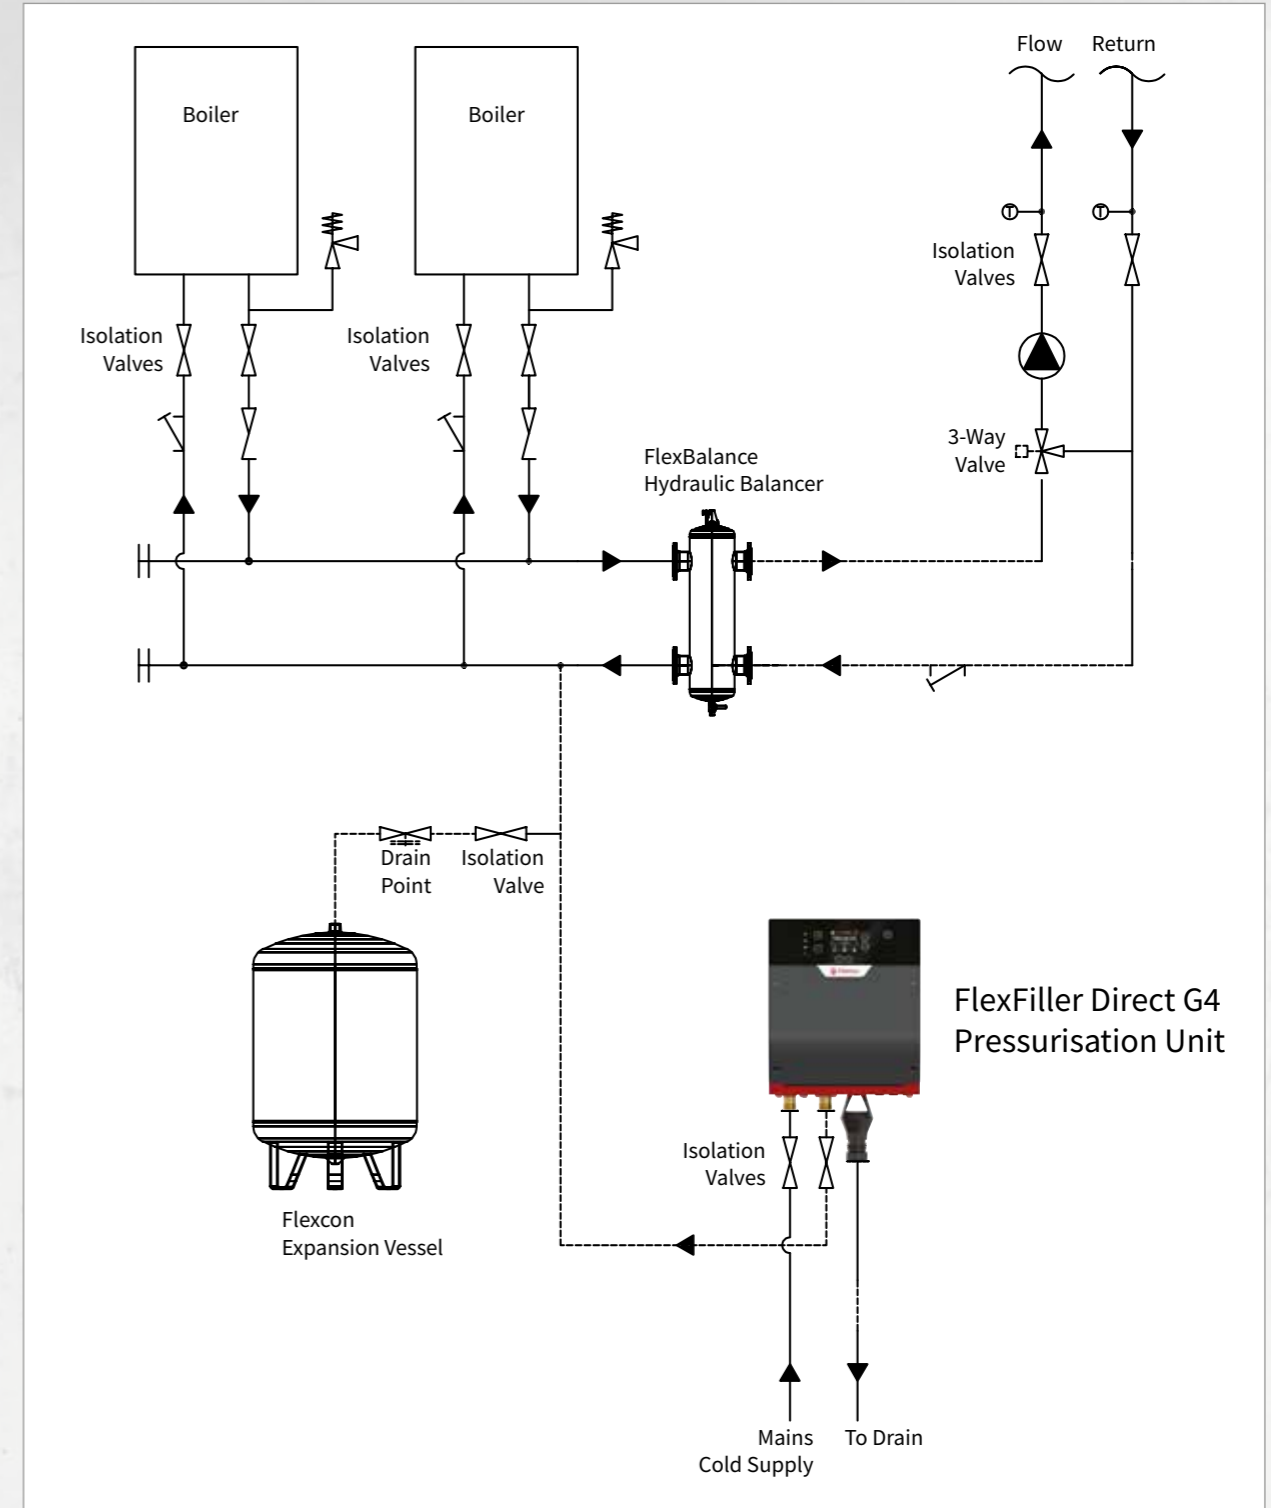 Flow
Return
Boiler
Boiler
Isolation
Valves
T
T
Isolation
Valves
Isolation
Valves
3-Way
Valve
FlexBalance
Hydraulic Balancer
Drain
Point
Isolation
Valve
FlexFiller Direct G4
Pressurisation Unit
Isolation
Valves
Flexcon
Expansion Vessel
Mains
Cold Supply
To Drain